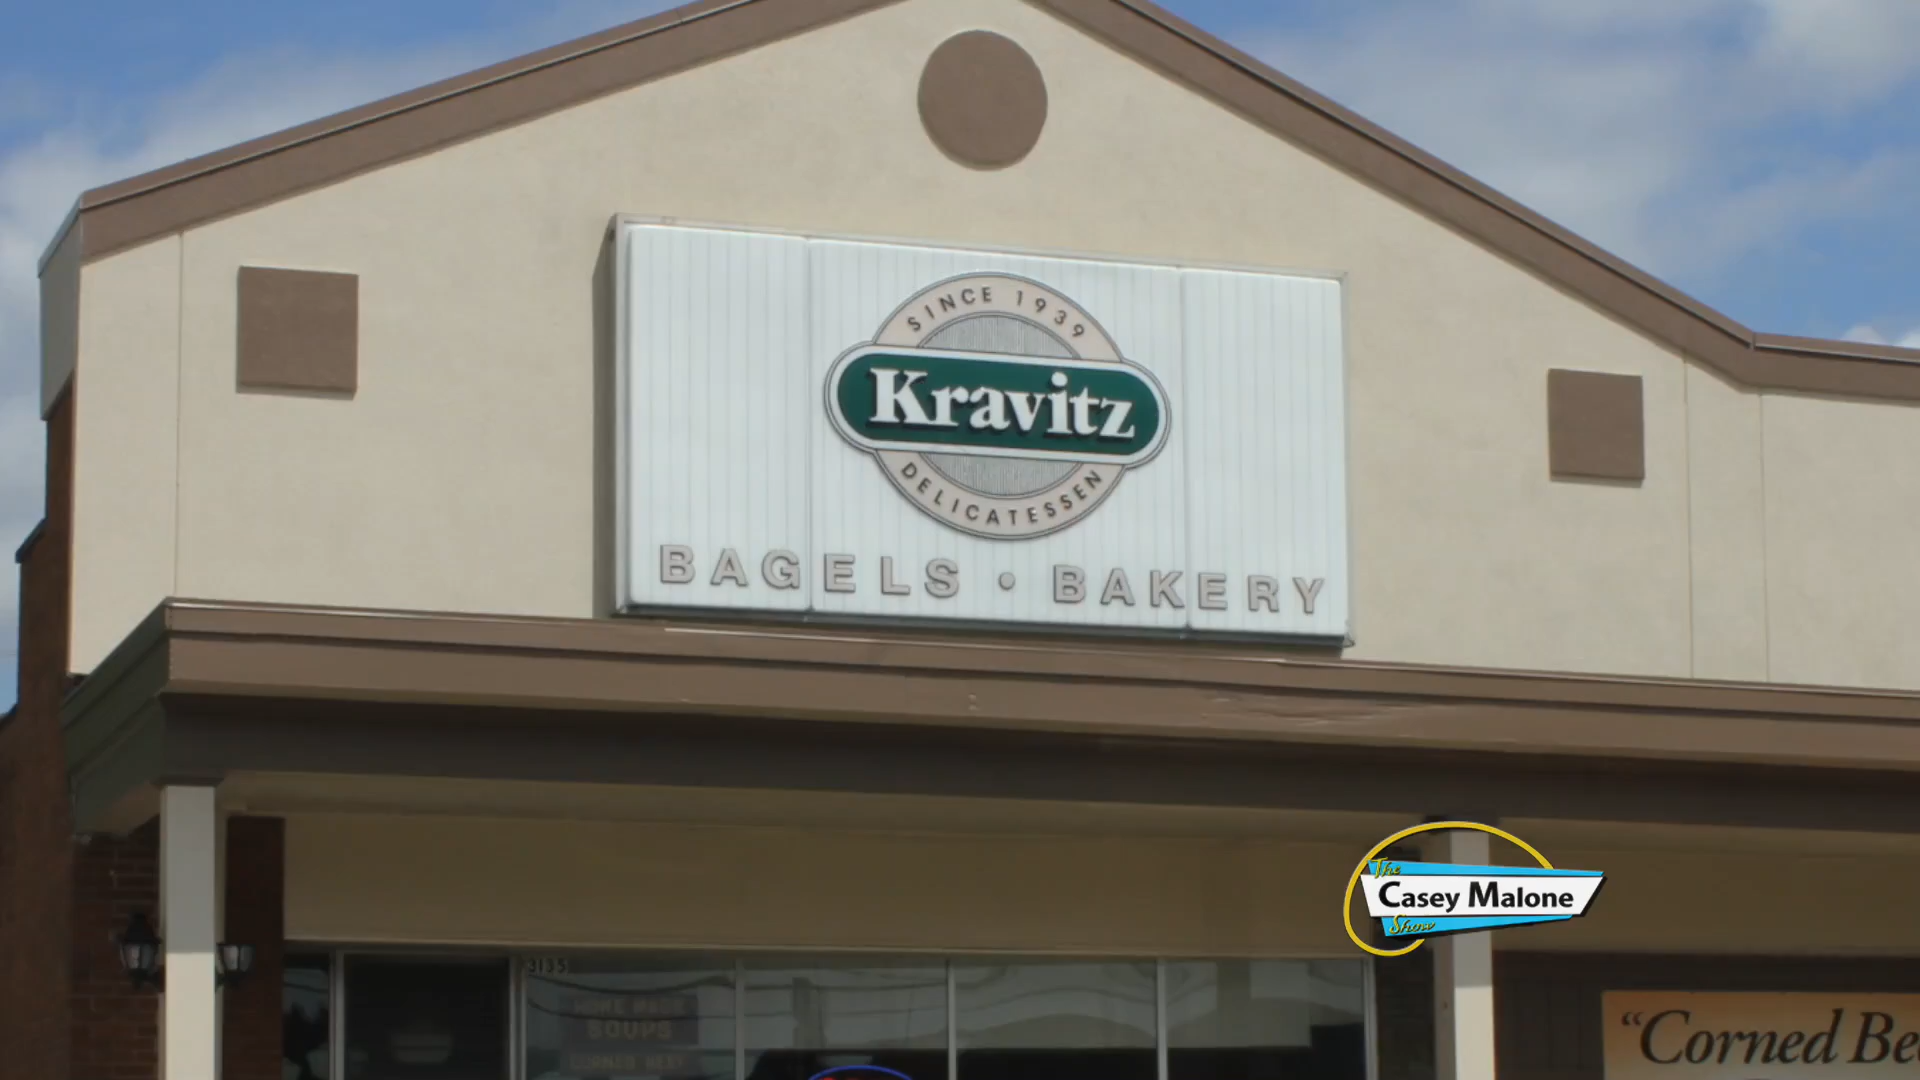 SINCE 1939
Kravitz
DELICATESSEN
BAGELS • BAKERY
The
Casey Malone
Show
3135
HOME MADE
SOUPS
CORNED BEEF
"Corned Be